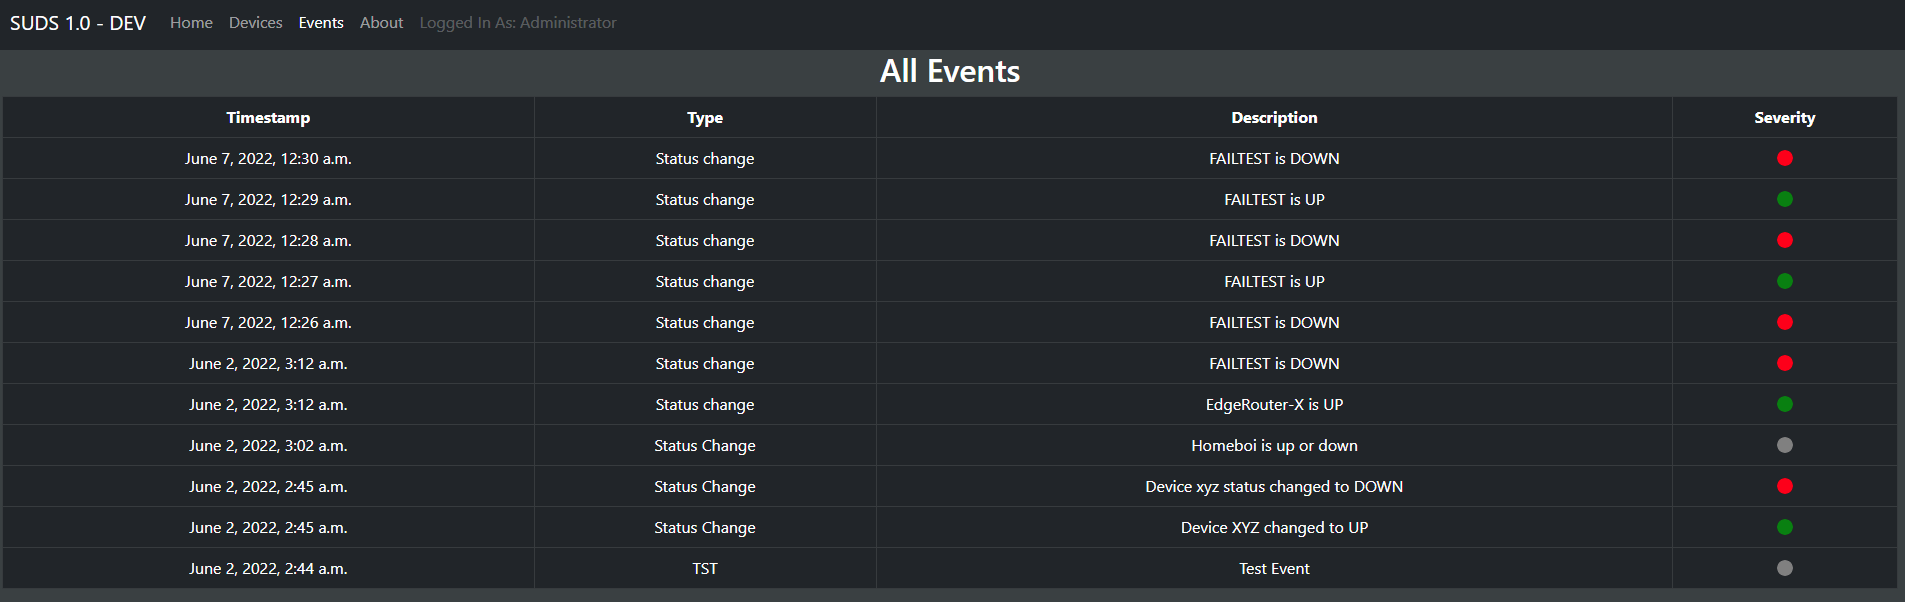 SUDS 1.0 - DEV Home Devices Events About Logged In As: Administrator
All Events
Timestamp Type Description Severity
June 7, 2022, 12:30 a.m. Status change FAILTEST is DOWN
June 7, 2022, 12:29 a.m. Status change FAILTEST is UP
June 7, 2022, 12:28 a.m. Status change FAILTEST is DOWN
June 7, 2022, 12:27 a.m. Status change FAILTEST is UP
June 7, 2022, 12:26 a.m. Status change FAILTEST is DOWN
June 2, 2022, 3:12 a.m. Status change FAILTEST is DOWN
June 2, 2022, 3:12 a.m. Status change EdgeRouter-X is UP
June 2, 2022, 3:02 a.m. Status Change Homeboi is up or down
June 2, 2022, 2:45 a.m. Status Change Device xyz status changed to DOWN
June 2, 2022, 2:45 a.m. Status Change Device XYZ changed to UP
June 2, 2022, 2:44 a.m. TST Test Event